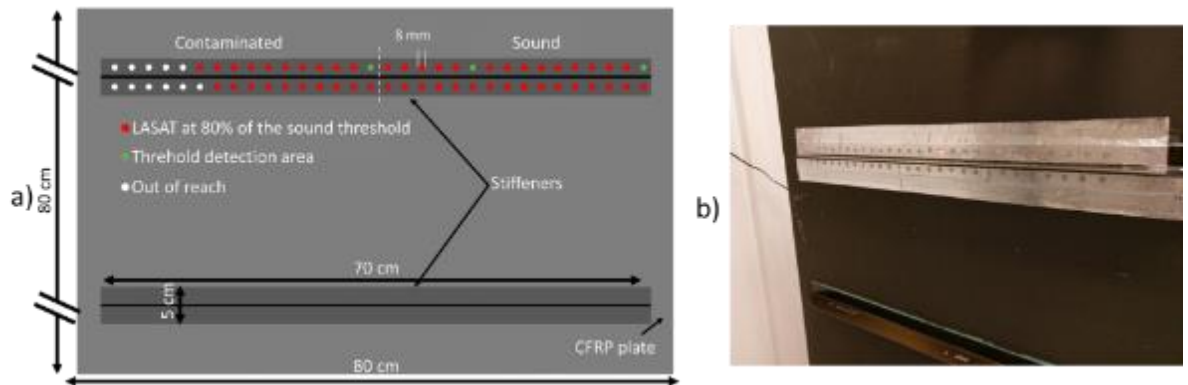 Contaminated
8 mm
Sound
LASAT at 80% of the sound threshold
Threhold detection area
Out of reach
Stiffeners
a)
80 cm
b)
70 cm
5 cm
CFRP plate
80 cm